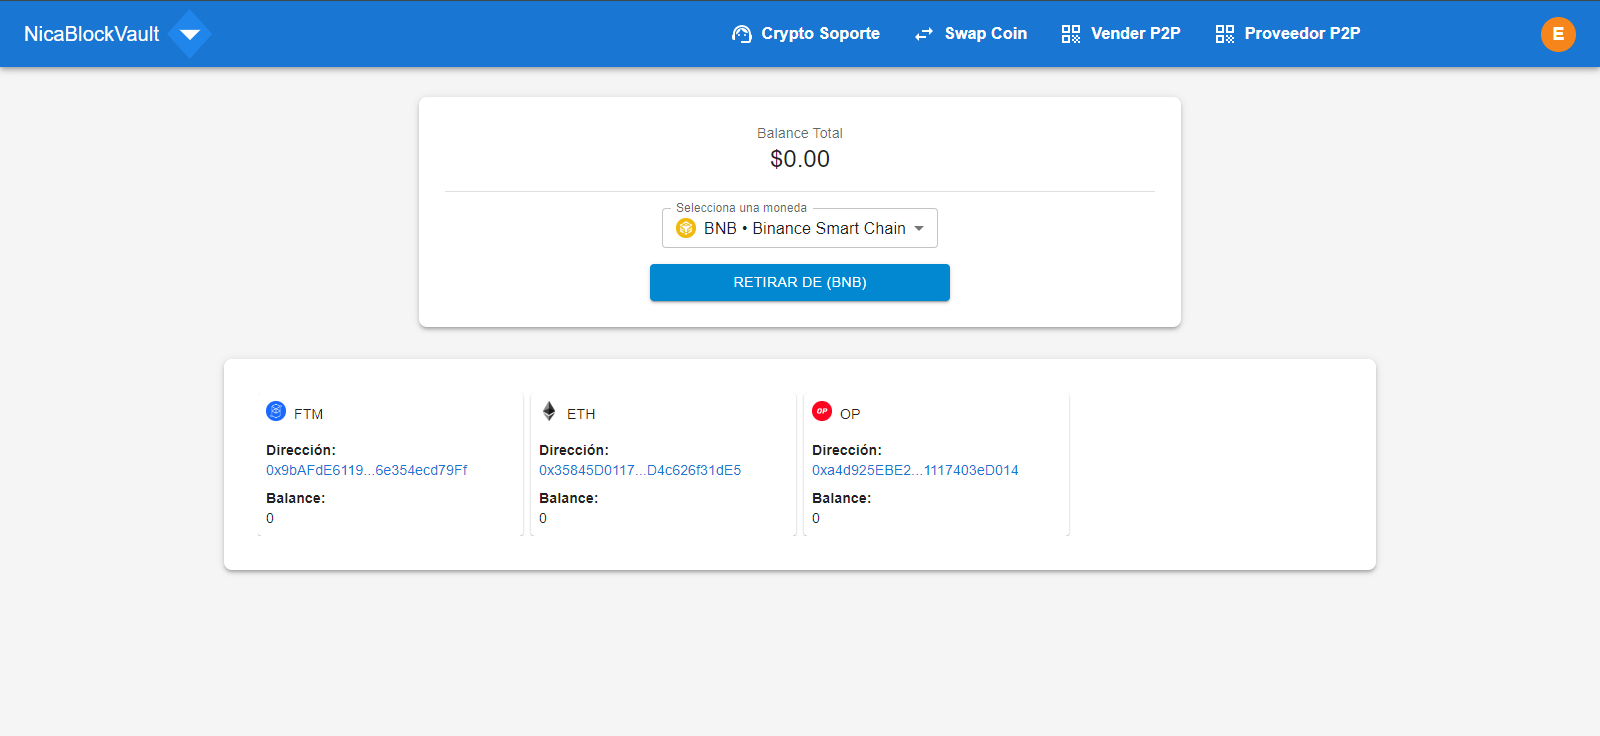 NicaBlockVault
Crypto Soporte
Swap Coin
Vender P2P
Proveedor P2P
E
Balance Total
$0.00
Selecciona una moneda
BNB • Binance Smart Chain
RETIRAR DE (BNB)
FTM
Dirección:
0x9bAFdE6119...6e354ecd79Ff
Balance:
0
ETH
Dirección:
0x35845D0117...D4c626f31dE5
Balance:
0
OP
OP
Dirección:
0xa4d925EBE2...1117403eD014
Balance:
0